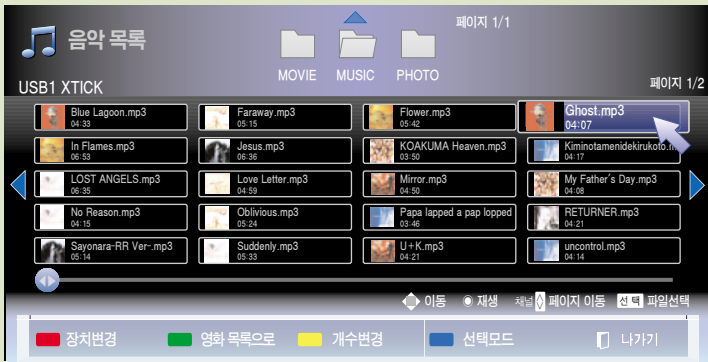 음악 목록
페이지 1/1
MOVIE MUSIC PHOTO
USB1 XTICK
페이지 1/2
Blue Lagoon.mp3
04:33
Faraway.mp3
05:15
Flower.mp3
05:42
Ghost.mp3
04:07
In Flames.mp3
06:53
Jesus.mp3
06:36
KOAKUMA Heaven.mp3
03:50
Kiminotamenidekirukoto.m
04:17
LOST ANGELS.mp3
06:35
Love Letter.mp3
04:59
Mirror.mp3
04:50
My Father's Day.mp3
04:08
No Reason.mp3
04:15
Oblivious.mp3
05:24
Papa lapped a pap lopped
03:46
RETURNER.mp3
04:21
Sayonara-RR Ver-.mp3
05:14
Suddenly.mp3
05:33
U+K.mp3
04:21
uncontrol.mp3
04:14
이동 재생 채널 페이지 이동 선택 파일선택
장치변경 영화 목록으로 개수변경 선택모드 나가기